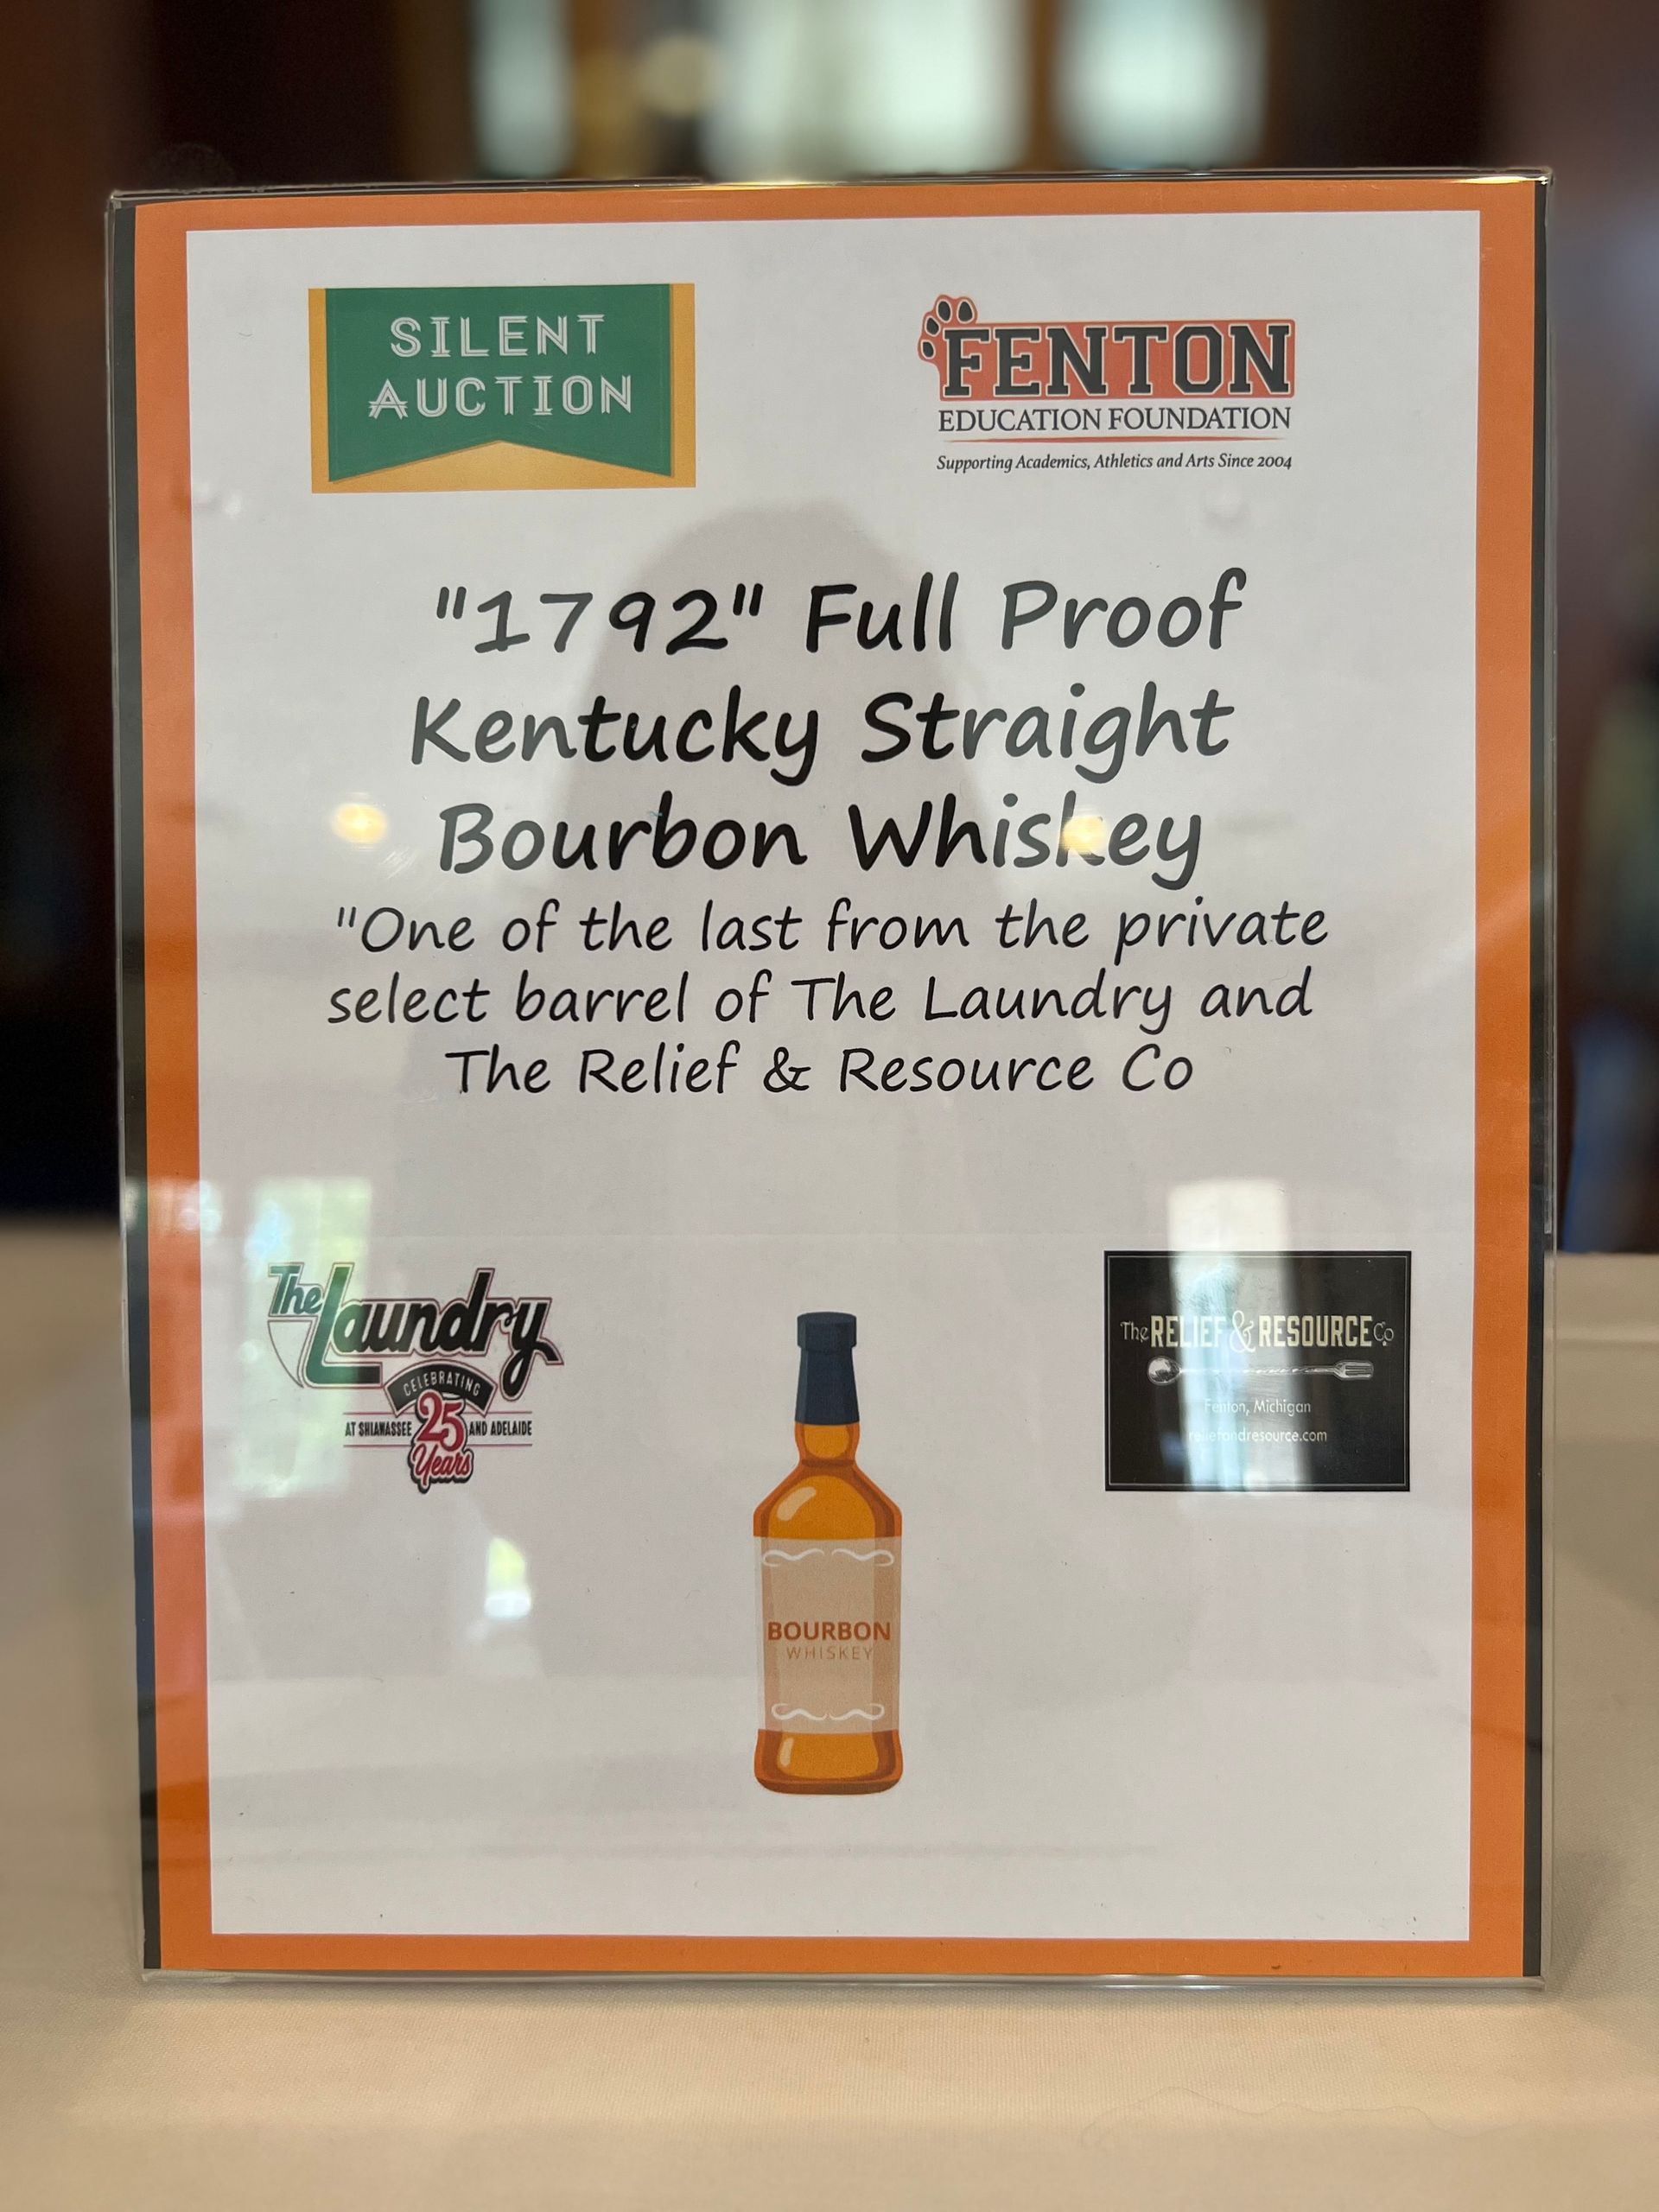 SILENT
AUCTION
FENTON
EDUCATION FOUNDATION
Supporting Academics, Athletics and Arts Since 2004
"1792" Full Proof
Kentucky Straight
Bourbon Whiskey
"One of the last from the private
select barrel of The Laundry and
The Relief & Resource Co
The Laundry
CELEBRATING
AT SHIAWASSEE 25 AND ADELAIDE
Years
The RELIEF & RESOURCE Co
Fenton, Michigan
reliefandresource.com
BOURBON
WHISKEY